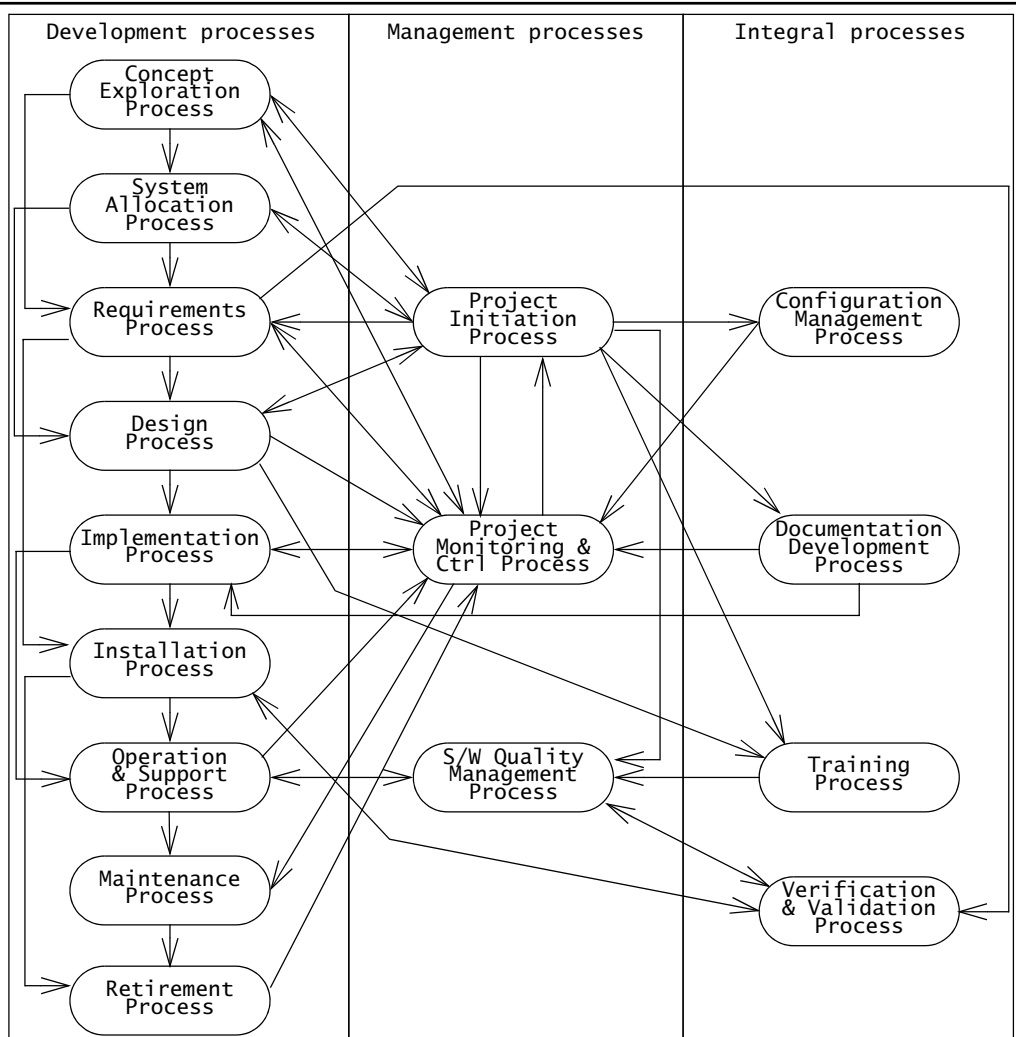 Development processes
Management processes
Integral processes
Concept
Exploration
Process
System
Allocation
Process
Requirements
Process
Project
Initiation
Process
Configuration
Management
Process
Design
Process
Implementation
Process
Project
Monitoring &
Ctrl Process
Documentation
Development
Process
Installation
Process
Operation
& Support
Process
S/W Quality
Management
Process
Training
Process
Maintenance
Process
Verification
& Validation
Process
Retirement
Process